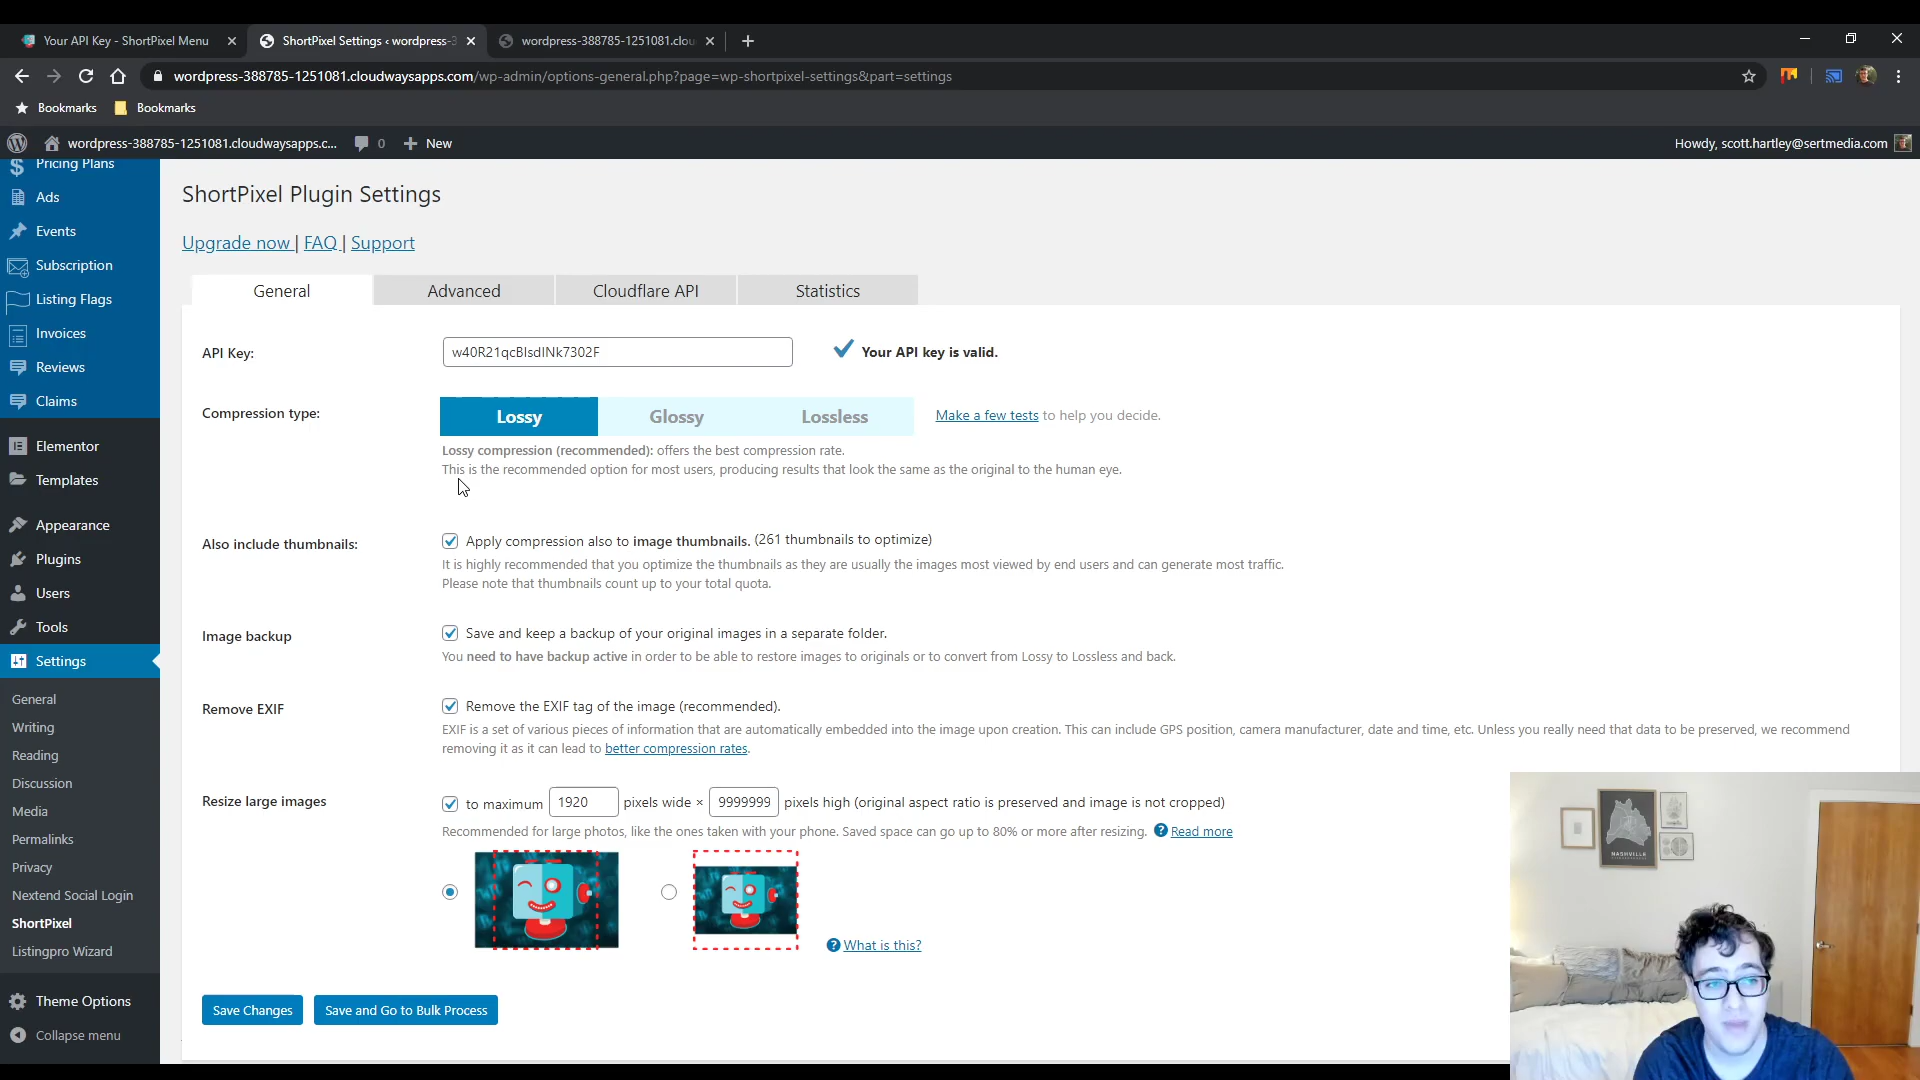 Your API Key - ShortPixel Menu
ShortPixel Settings ‹ wordpress-3
wordpress-388785-1251081.clou
wordpress-388785-1251081.cloudwaysapps.com/wp-admin/options-general.php?page=wp-shortpixel-settings&part=settings
Bookmarks
Bookmarks
wordpress-388785-1251081.cloudwaysapps.c...
0
New
Howdy, scott.hartley@sertmedia.com
Pricing Plans
Ads
Events
Subscription
Listing Flags
Invoices
Reviews
Claims
Elementor
Templates
Appearance
Plugins
Users
Tools
Settings
General
Writing
Reading
Discussion
Media
Permalinks
Privacy
Nextend Social Login
ShortPixel
Listingpro Wizard
Theme Options
Collapse menu
ShortPixel Plugin Settings
Upgrade now | FAQ | Support
General
Advanced
Cloudflare API
Statistics
API Key:
w40R21qcBlsdINk7302F
Your API key is valid.
Compression type:
Lossy
Glossy
Lossless
Make a few tests to help you decide.
Lossy compression (recommended): offers the best compression rate.
This is the recommended option for most users, producing results that look the same as the original to the human eye.
Also include thumbnails:
Apply compression also to image thumbnails. (261 thumbnails to optimize)
It is highly recommended that you optimize the thumbnails as they are usually the images most viewed by end users and can generate most traffic.
Please note that thumbnails count up to your total quota.
Image backup
Save and keep a backup of your original images in a separate folder.
You need to have backup active in order to be able to restore images to originals or to convert from Lossy to Lossless and back.
Remove EXIF
Remove the EXIF tag of the image (recommended).
EXIF is a set of various pieces of information that are automatically embedded into the image upon creation. This can include GPS position, camera manufacturer, date and time, etc. Unless you really need that data to be preserved, we recommend
removing it as it can lead to better compression rates.
Resize large images
to maximum 1920 pixels wide × 9999999 pixels high (original aspect ratio is preserved and image is not cropped)
Recommended for large photos, like the ones taken with your phone. Saved space can go up to 80% or more after resizing. Read more
What is this?
Save Changes
Save and Go to Bulk Process
NASHVILLE